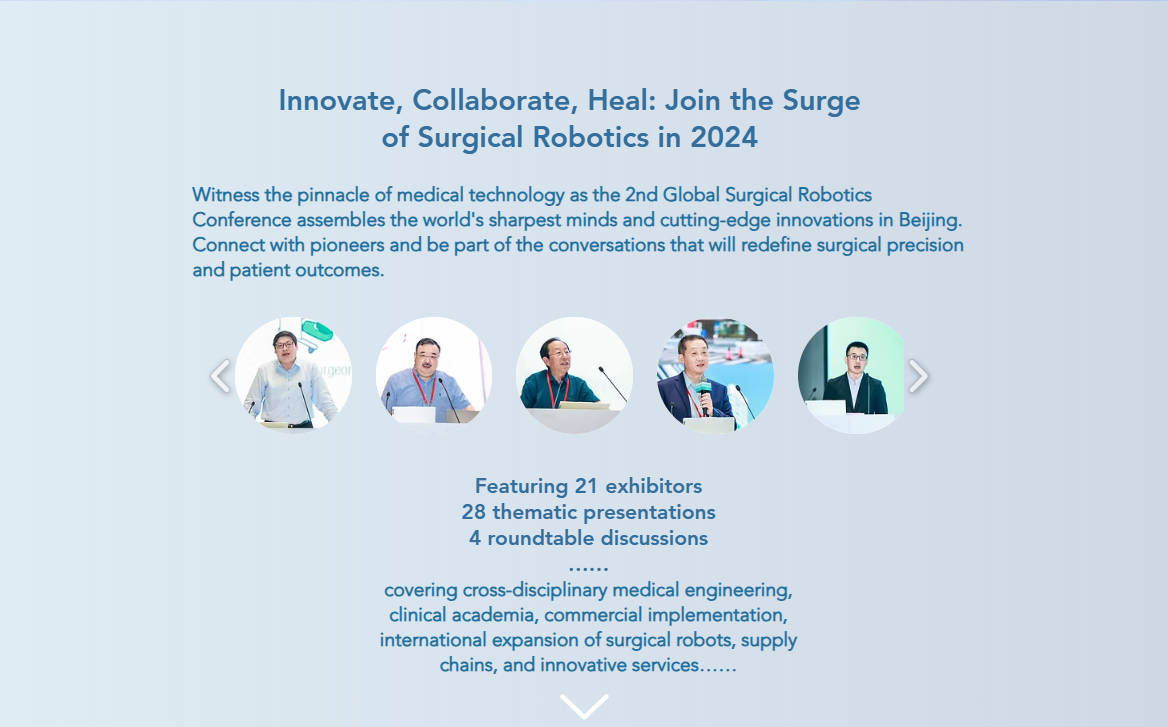 Innovate, Collaborate, Heal: Join the Surge
of Surgical Robotics in 2024
Witness the pinnacle of medical technology as the 2nd Global Surgical Robotics
Conference assembles the world's sharpest minds and cutting-edge innovations in Beijing.
Connect with pioneers and be part of the conversations that will redefine surgical precision
and patient outcomes.
urgeon
Featuring 21 exhibitors
28 thematic presentations
4 roundtable discussions
……
covering cross-disciplinary medical engineering,
clinical academia, commercial implementation,
international expansion of surgical robots, supply
chains, and innovative services……